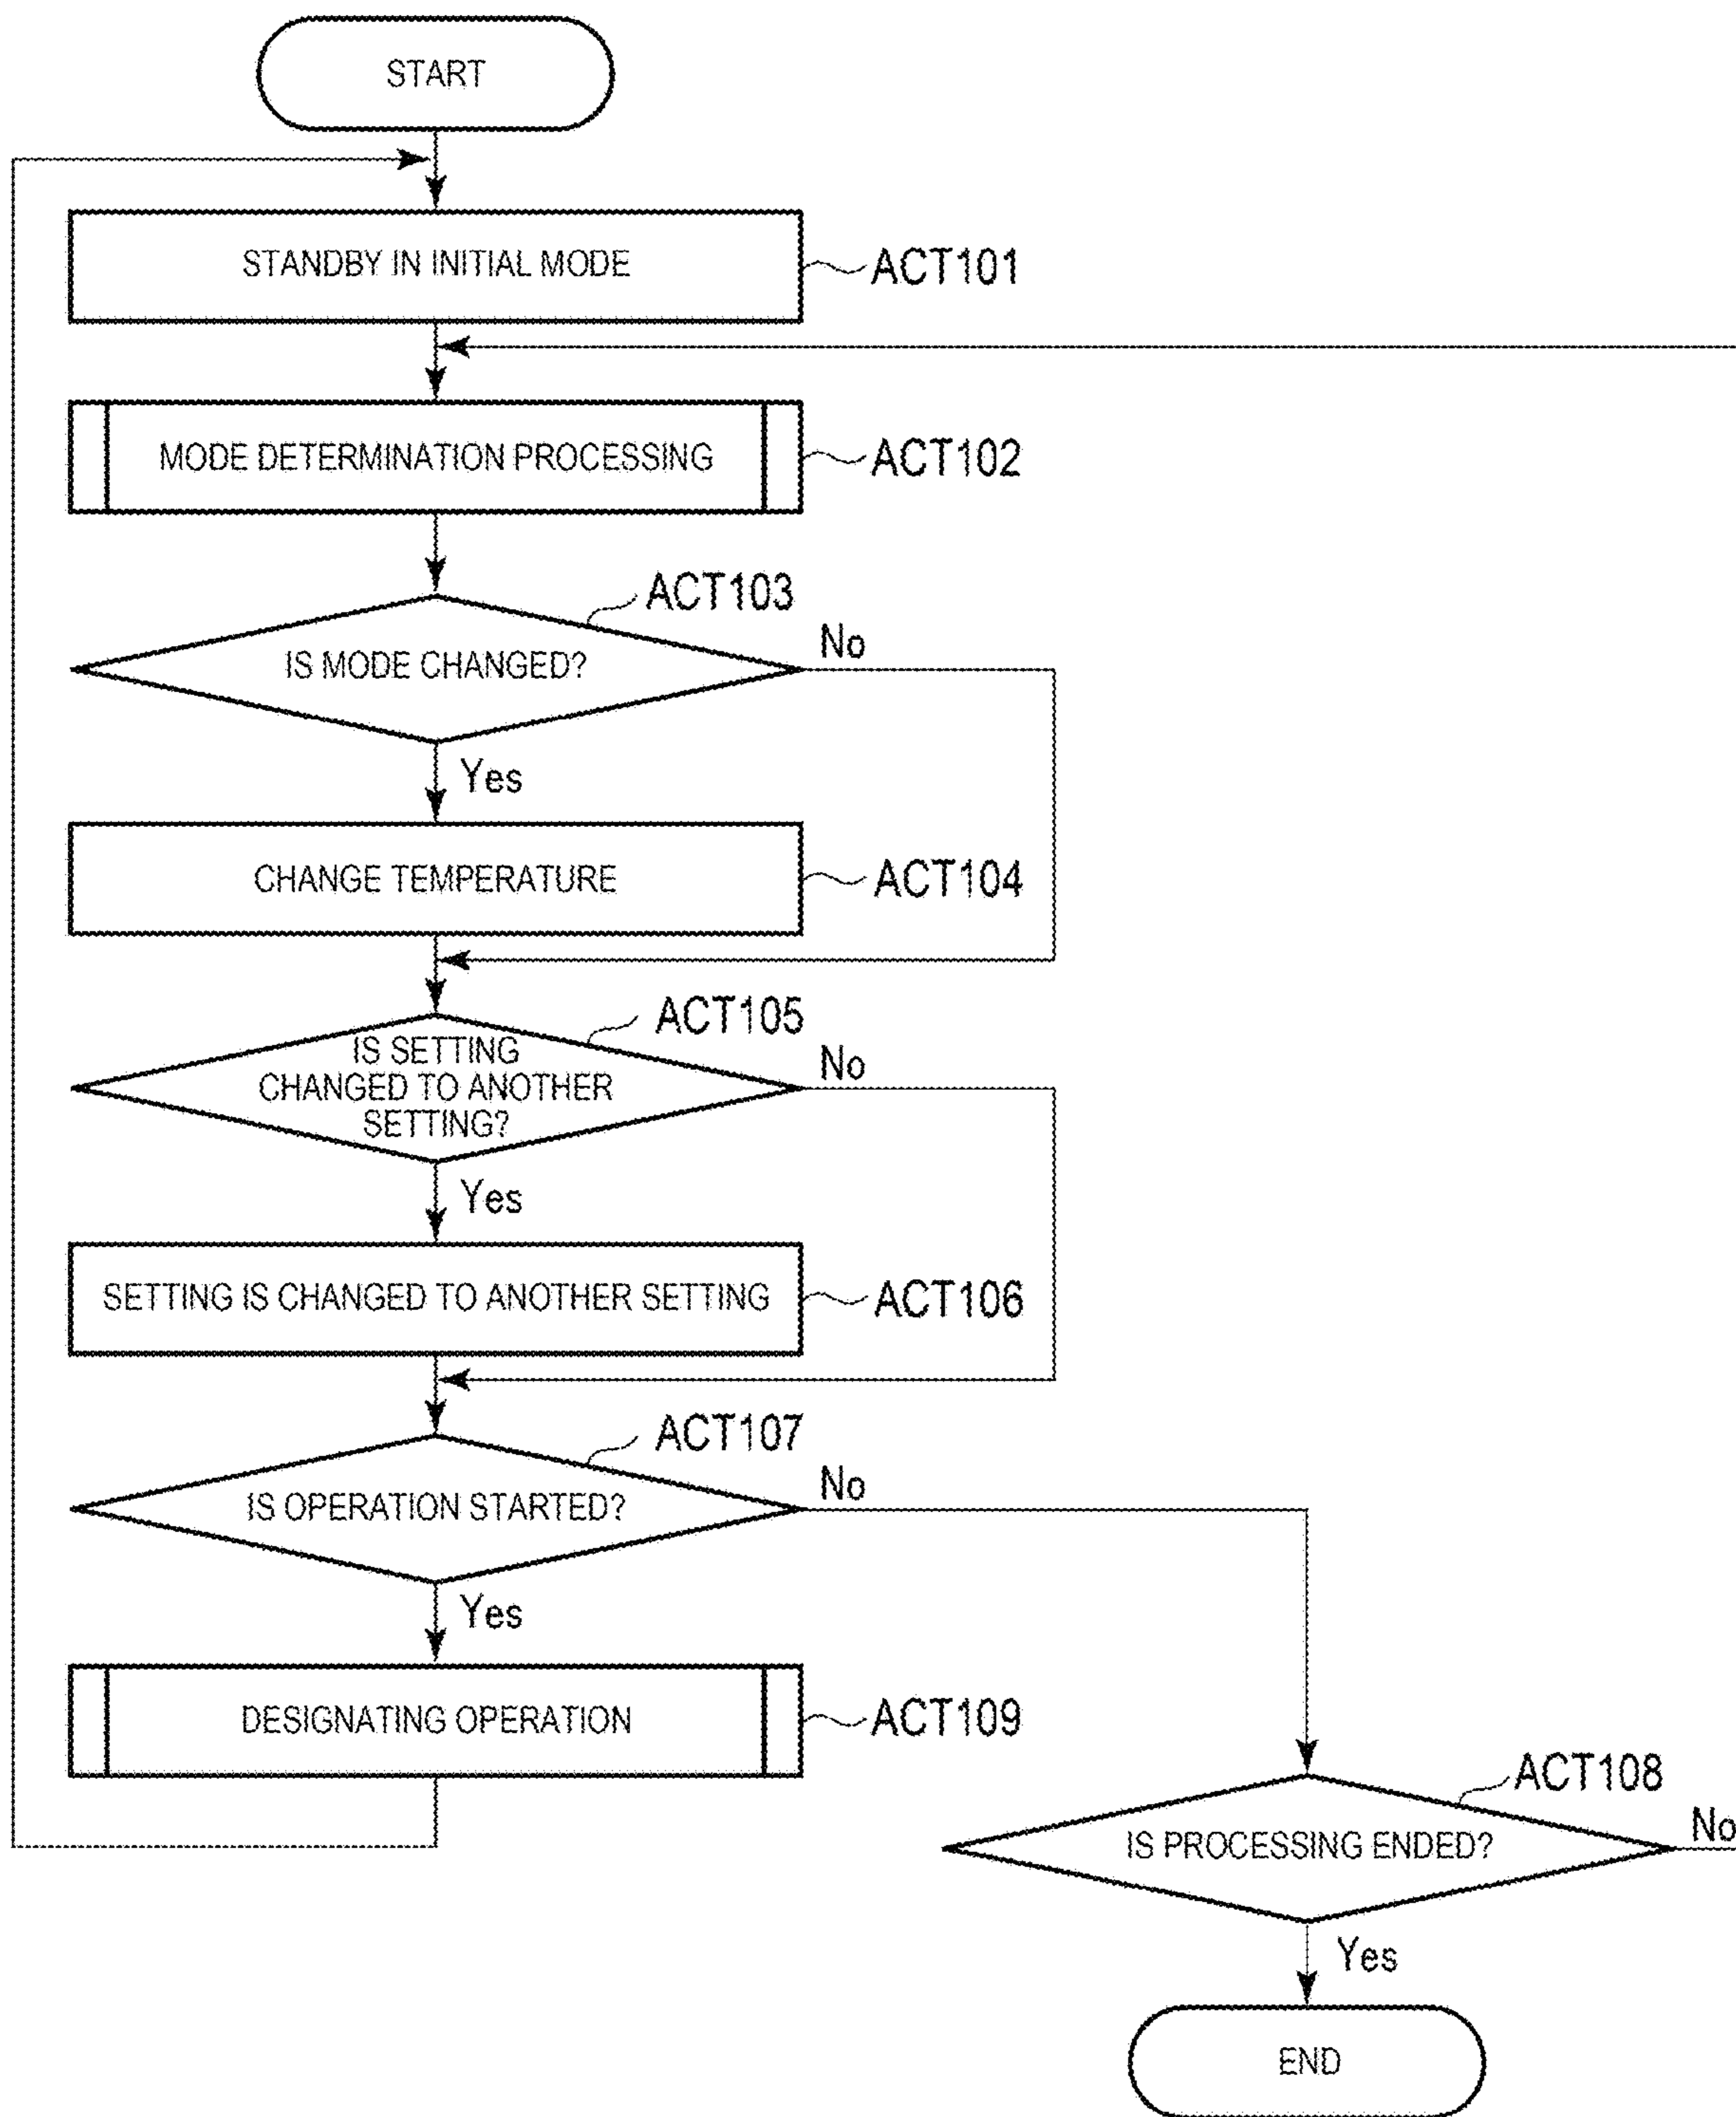 START
STANDBY IN INITIAL MODE
ACT101
MODE DETERMINATION PROCESSING
ACT102
ACT103
IS MODE CHANGED?
No
Yes
CHANGE TEMPERATURE
ACT104
ACT105
IS SETTING
CHANGED TO ANOTHER
SETTING?
No
Yes
SETTING IS CHANGED TO ANOTHER SETTING
ACT106
ACT107
IS OPERATION STARTED?
No
Yes
DESIGNATING OPERATION
ACT109
ACT108
IS PROCESSING ENDED?
No
Yes
END